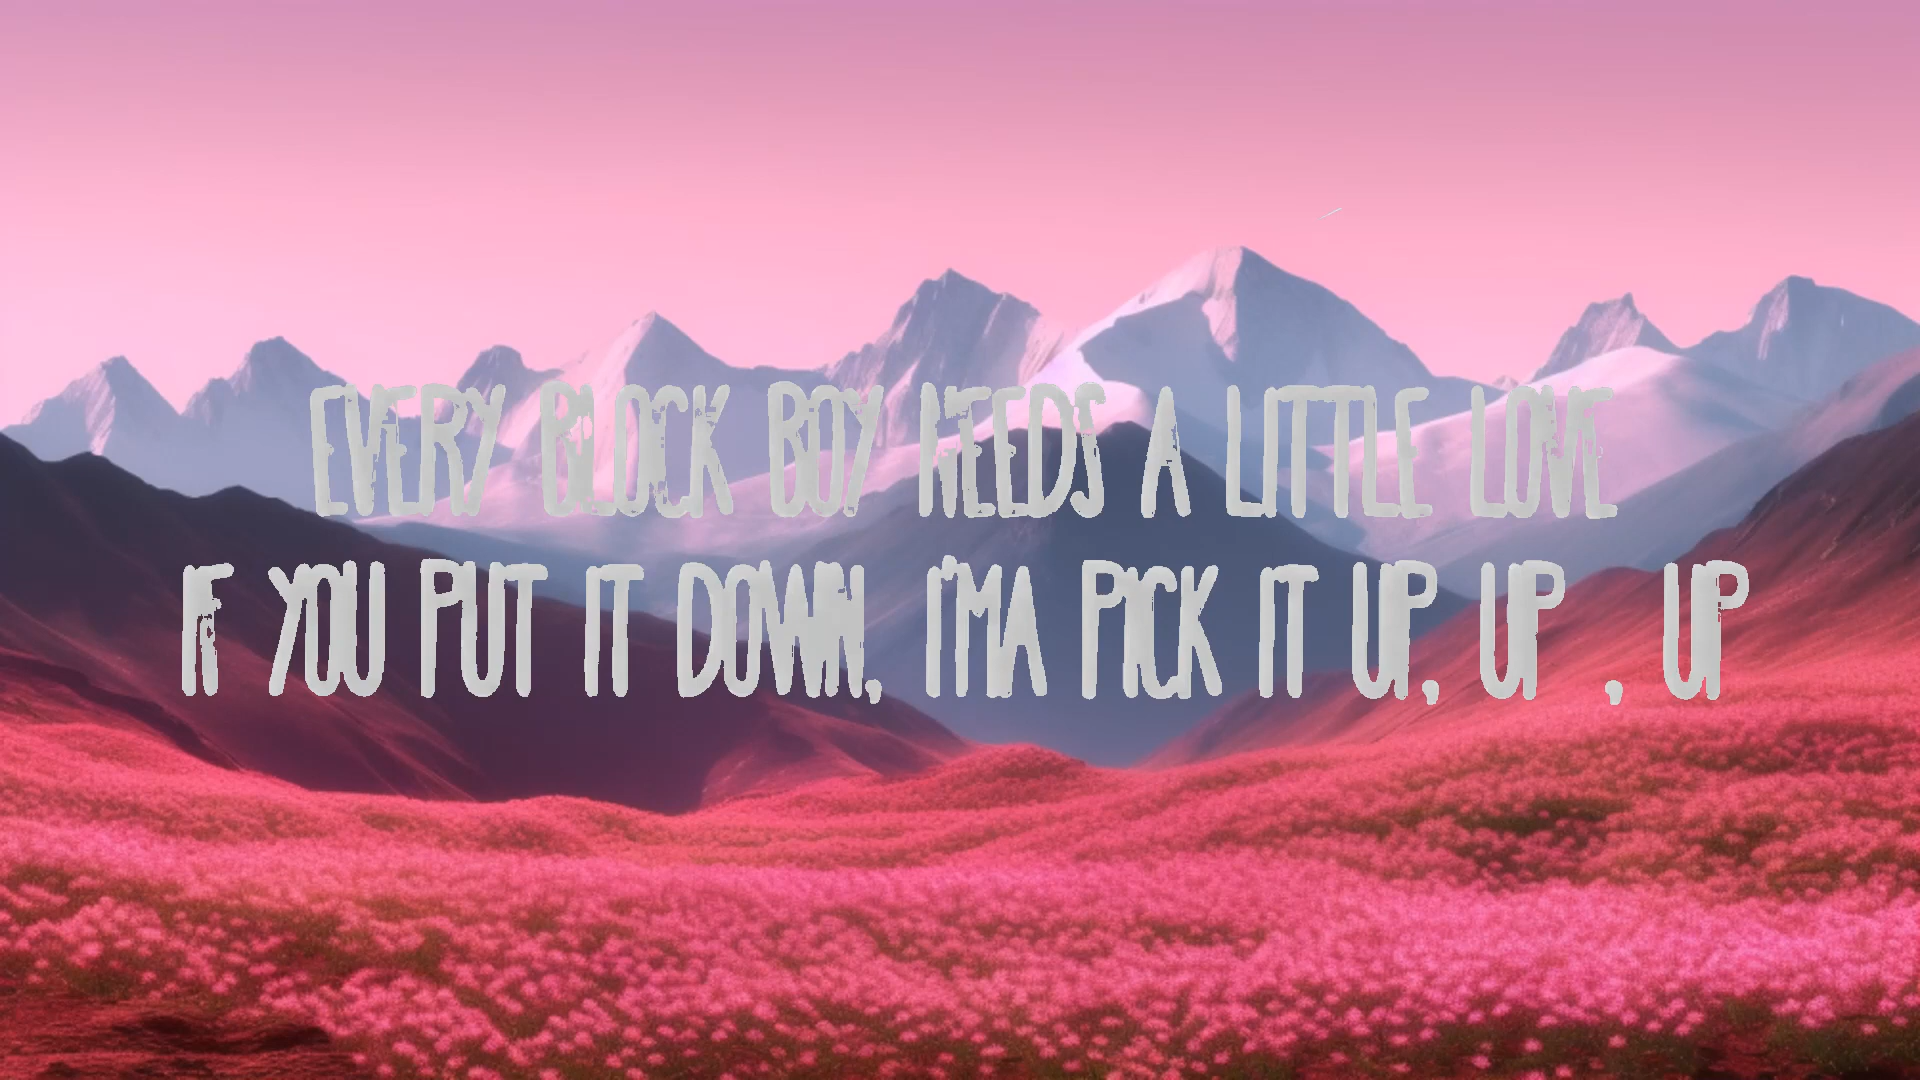 EVERY BLOCK BOY NEEDS A LITTLE LOVE
IF YOU PUT IT DOWN, I'MA PICK IT UP, UP , UP